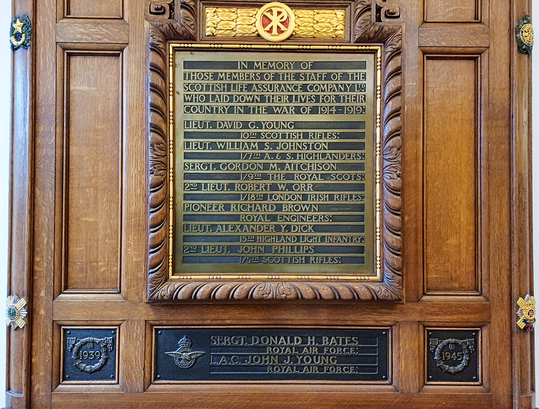 IN MEMORY OF
THOSE MEMBERS OF THE STAFF OF THE
SCOTTISH LIFE ASSURANCE COMPANY LTD
WHO LAID DOWN THEIR LIVES FOR THEIR
COUNTRY IN THE WAR OF 1914-1919:
LIEUT. DAVID G. YOUNG
10TH SCOTTISH RIFLES:
LIEUT. WILLIAM S. JOHNSTON
1/7TH A. & S. HIGHLANDERS:
SERGT. GORDON M. AITCHISON
1/9TH THE ROYAL SCOTS:
2ND LIEUT. ROBERT W. ORR
1/18TH LONDON IRISH RIFLES:
PIONEER RICHARD BROWN
ROYAL ENGINEERS:
LIEUT. ALEXANDER Y. DICK
15TH HIGHLAND LIGHT INFANTRY:
2ND LIEUT. JOHN PHILLIPS
1/5TH SCOTTISH RIFLES:
1939
SERGT. DONALD H. BATES
ROYAL AIR FORCE:
L.A.C. JOHN J. YOUNG
ROYAL AIR FORCE:
1945